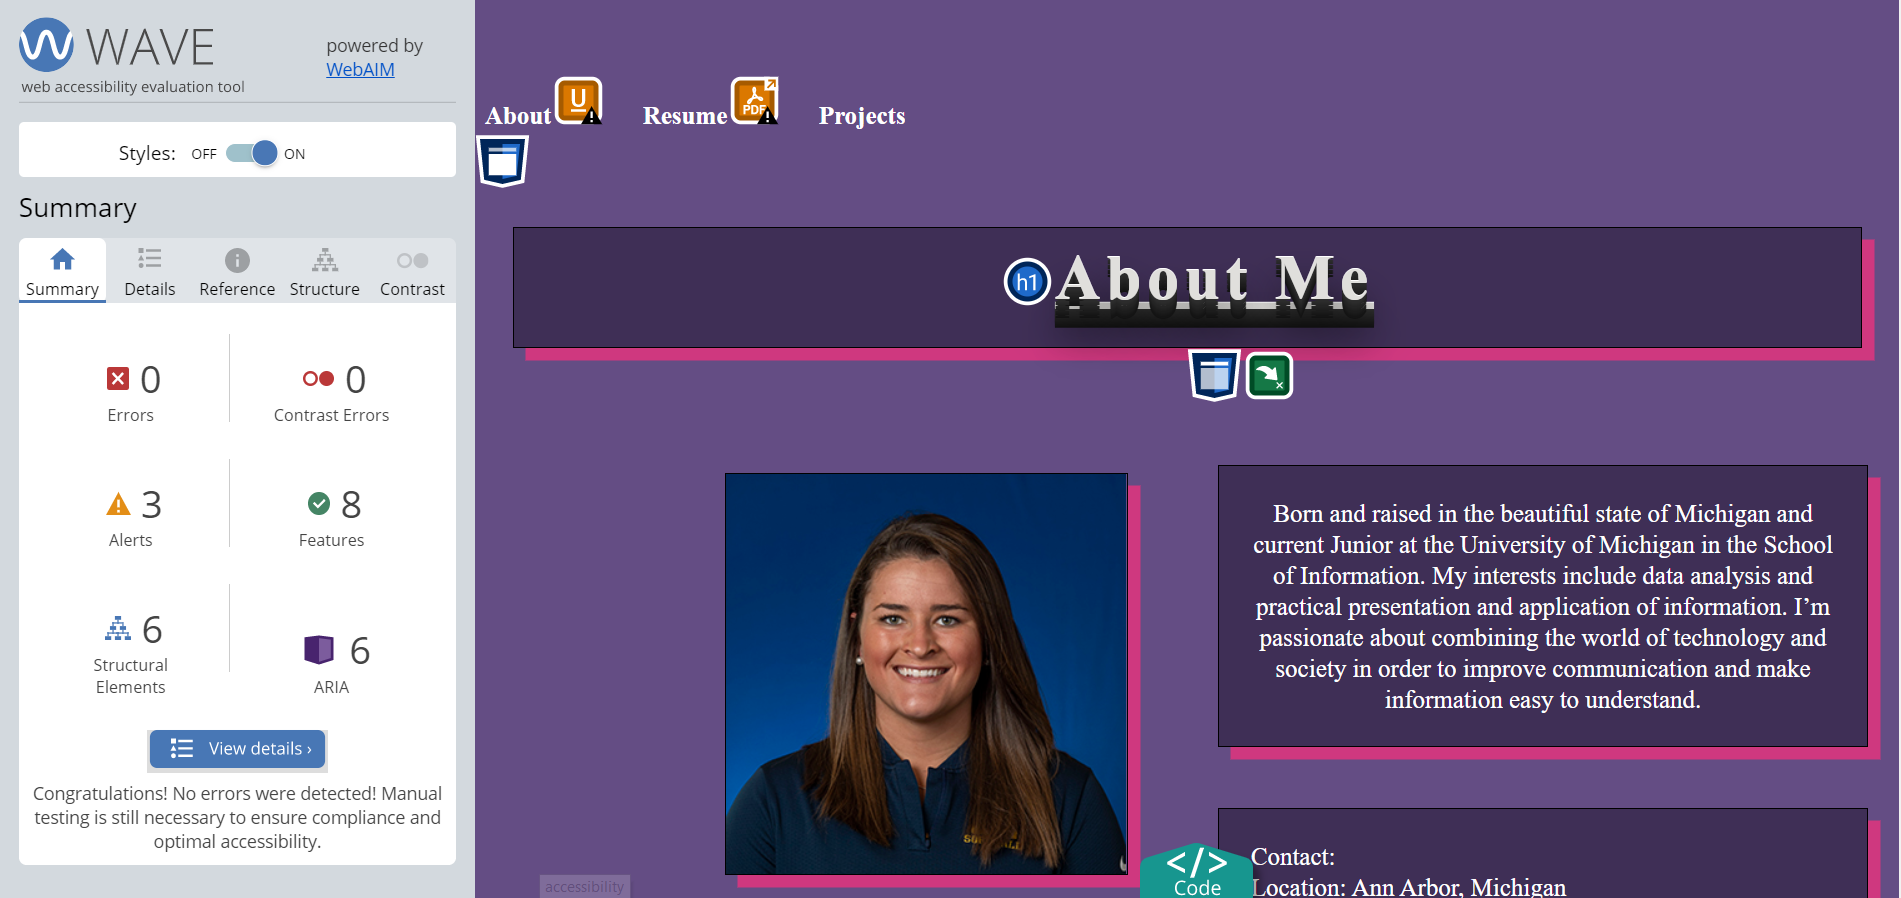 WAVE
powered by
WebAIM
web accessibility evaluation tool
Styles: OFF ON
Summary
Summary Details Reference Structure Contrast
0
Errors
0
Contrast Errors
3
Alerts
8
Features
6
Structural
Elements
6
ARIA
View details ›
Congratulations! No errors were detected! Manual
testing is still necessary to ensure compliance and
optimal accessibility.
About U Resume PDF Projects
h1 About Me
Born and raised in the beautiful state of Michigan and
current Junior at the University of Michigan in the School
of Information. My interests include data analysis and
practical presentation and application of information. I’m
passionate about combining the world of technology and
society in order to improve communication and make
information easy to understand.
Contact:
Location: Ann Arbor, Michigan
</> Code
accessibility